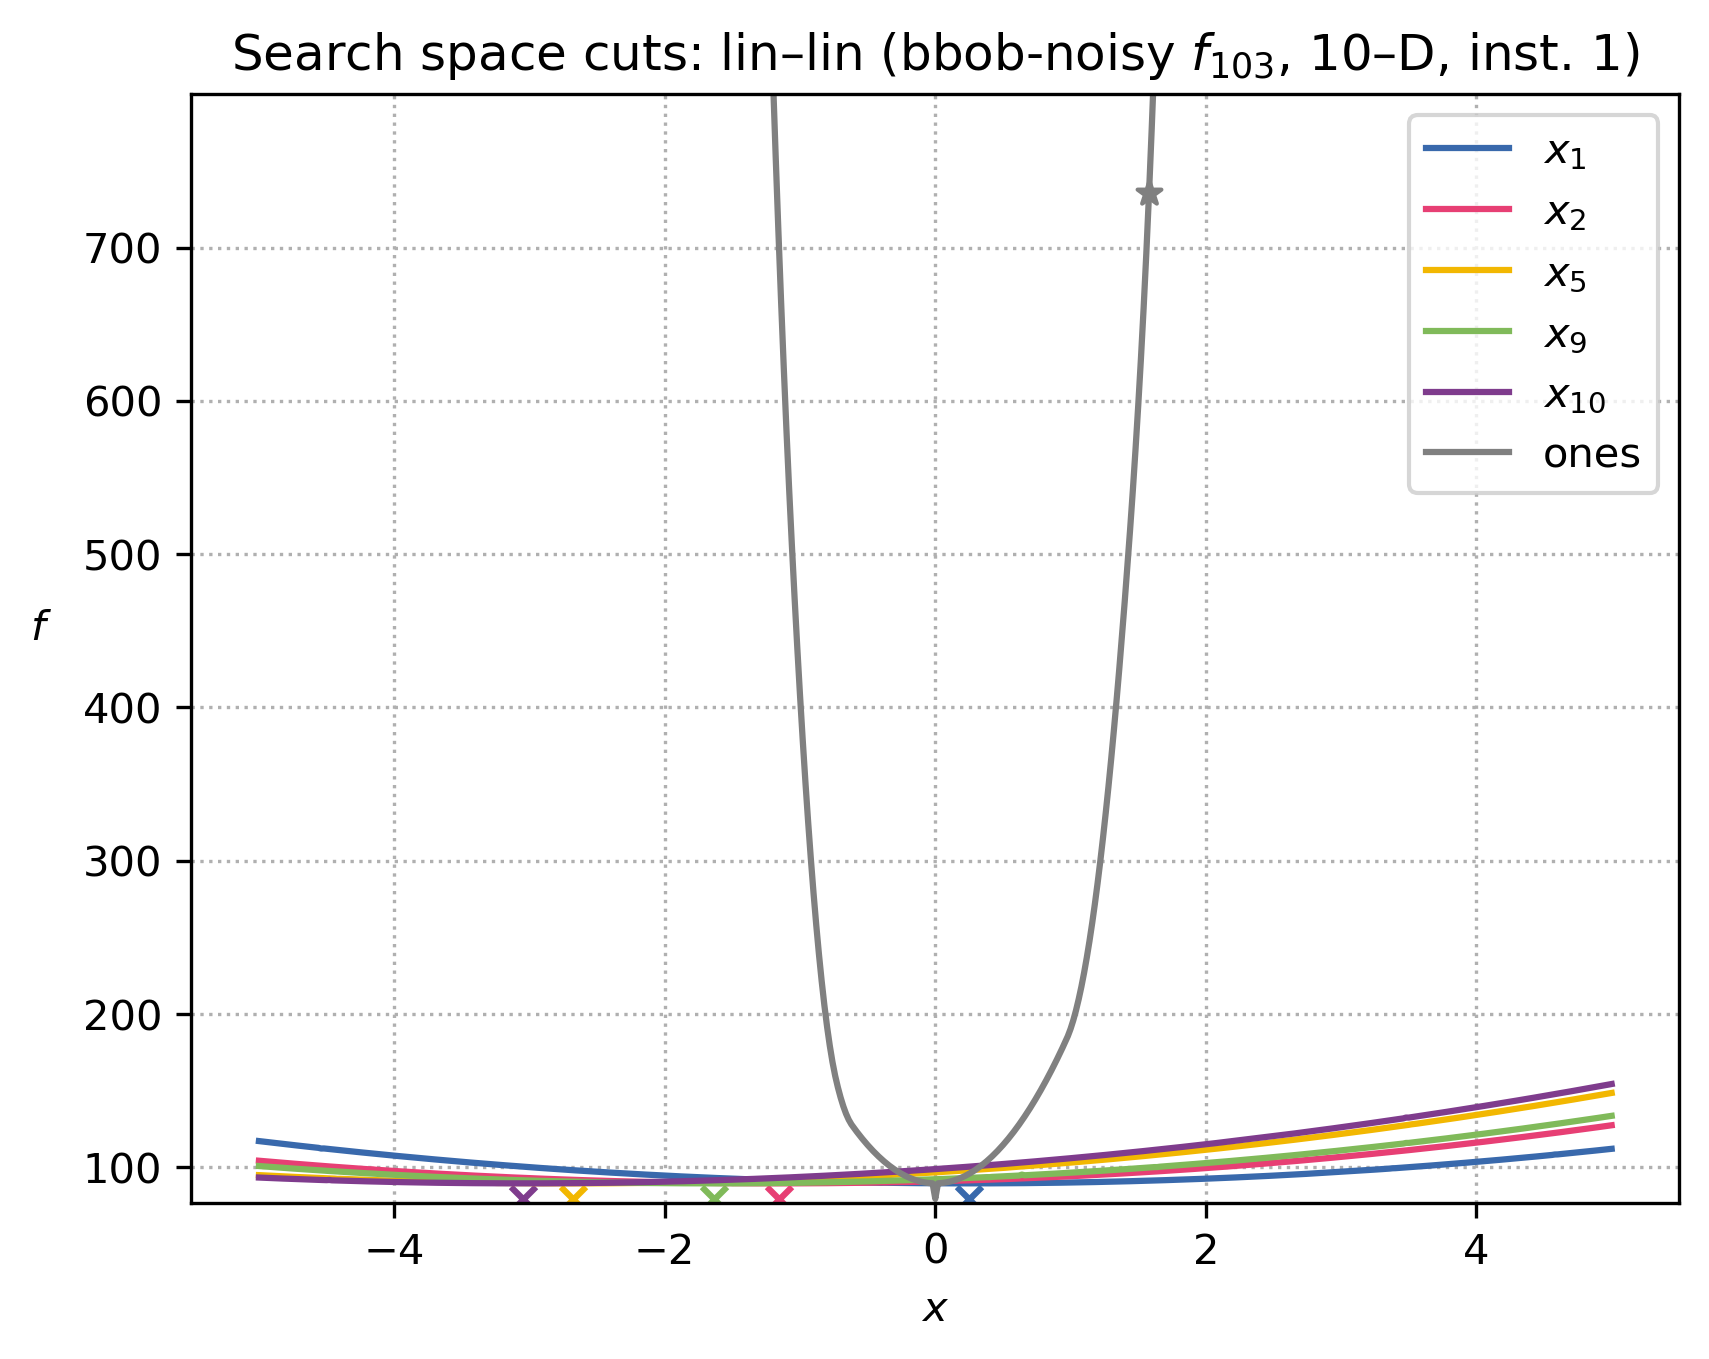 Search space cuts: lin–lin (bbob-noisy f₁₀₃, 10–D, inst. 1)
x₁
x₂
x₅
x₉
x₁₀
ones
700
600
500
400
300
200
100
f
−4 −2 0 2 4
x